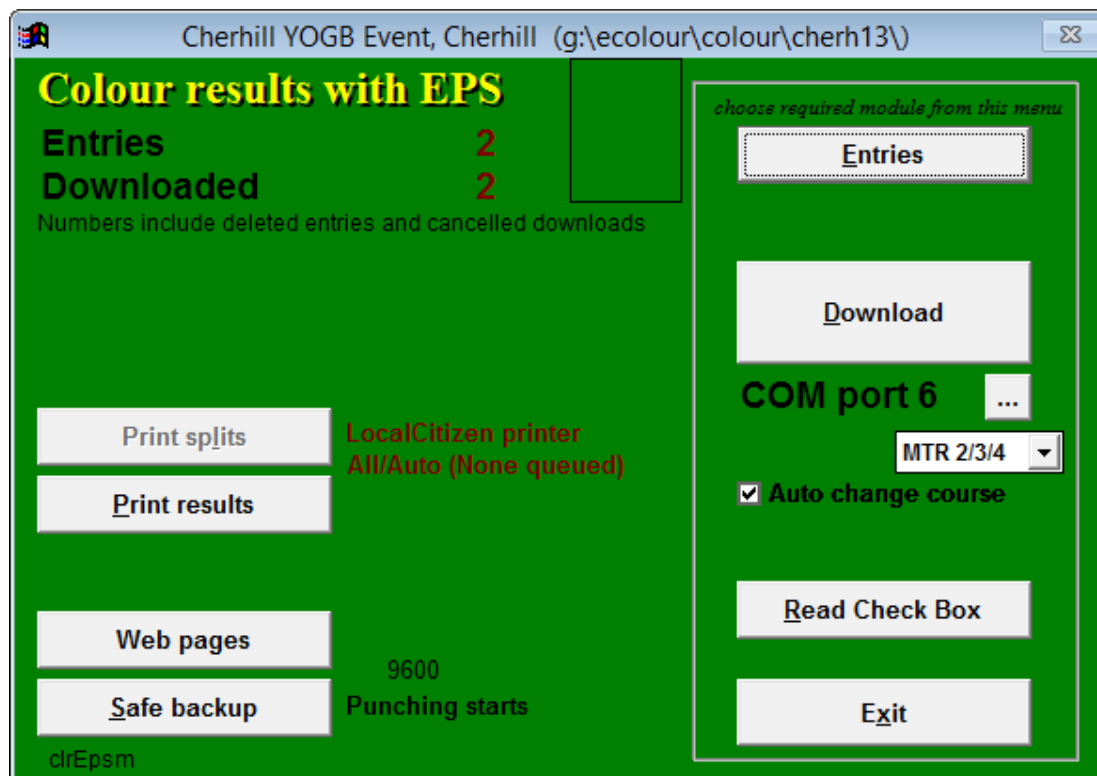 Cherhill YOGB Event, Cherhill (g:\ecolour\colour\cherh13\)
Colour results with EPS
Entries 2
Downloaded 2
Numbers include deleted entries and cancelled downloads
choose required module from this menu
Entries
Download
COM port 6 ...
MTR 2/3/4
Auto change course
Print splits
LocalCitizen printer
All/Auto (None queued)
Print results
Read Check Box
Web pages
9600
Safe backup
Punching starts
Exit
clrEpsm